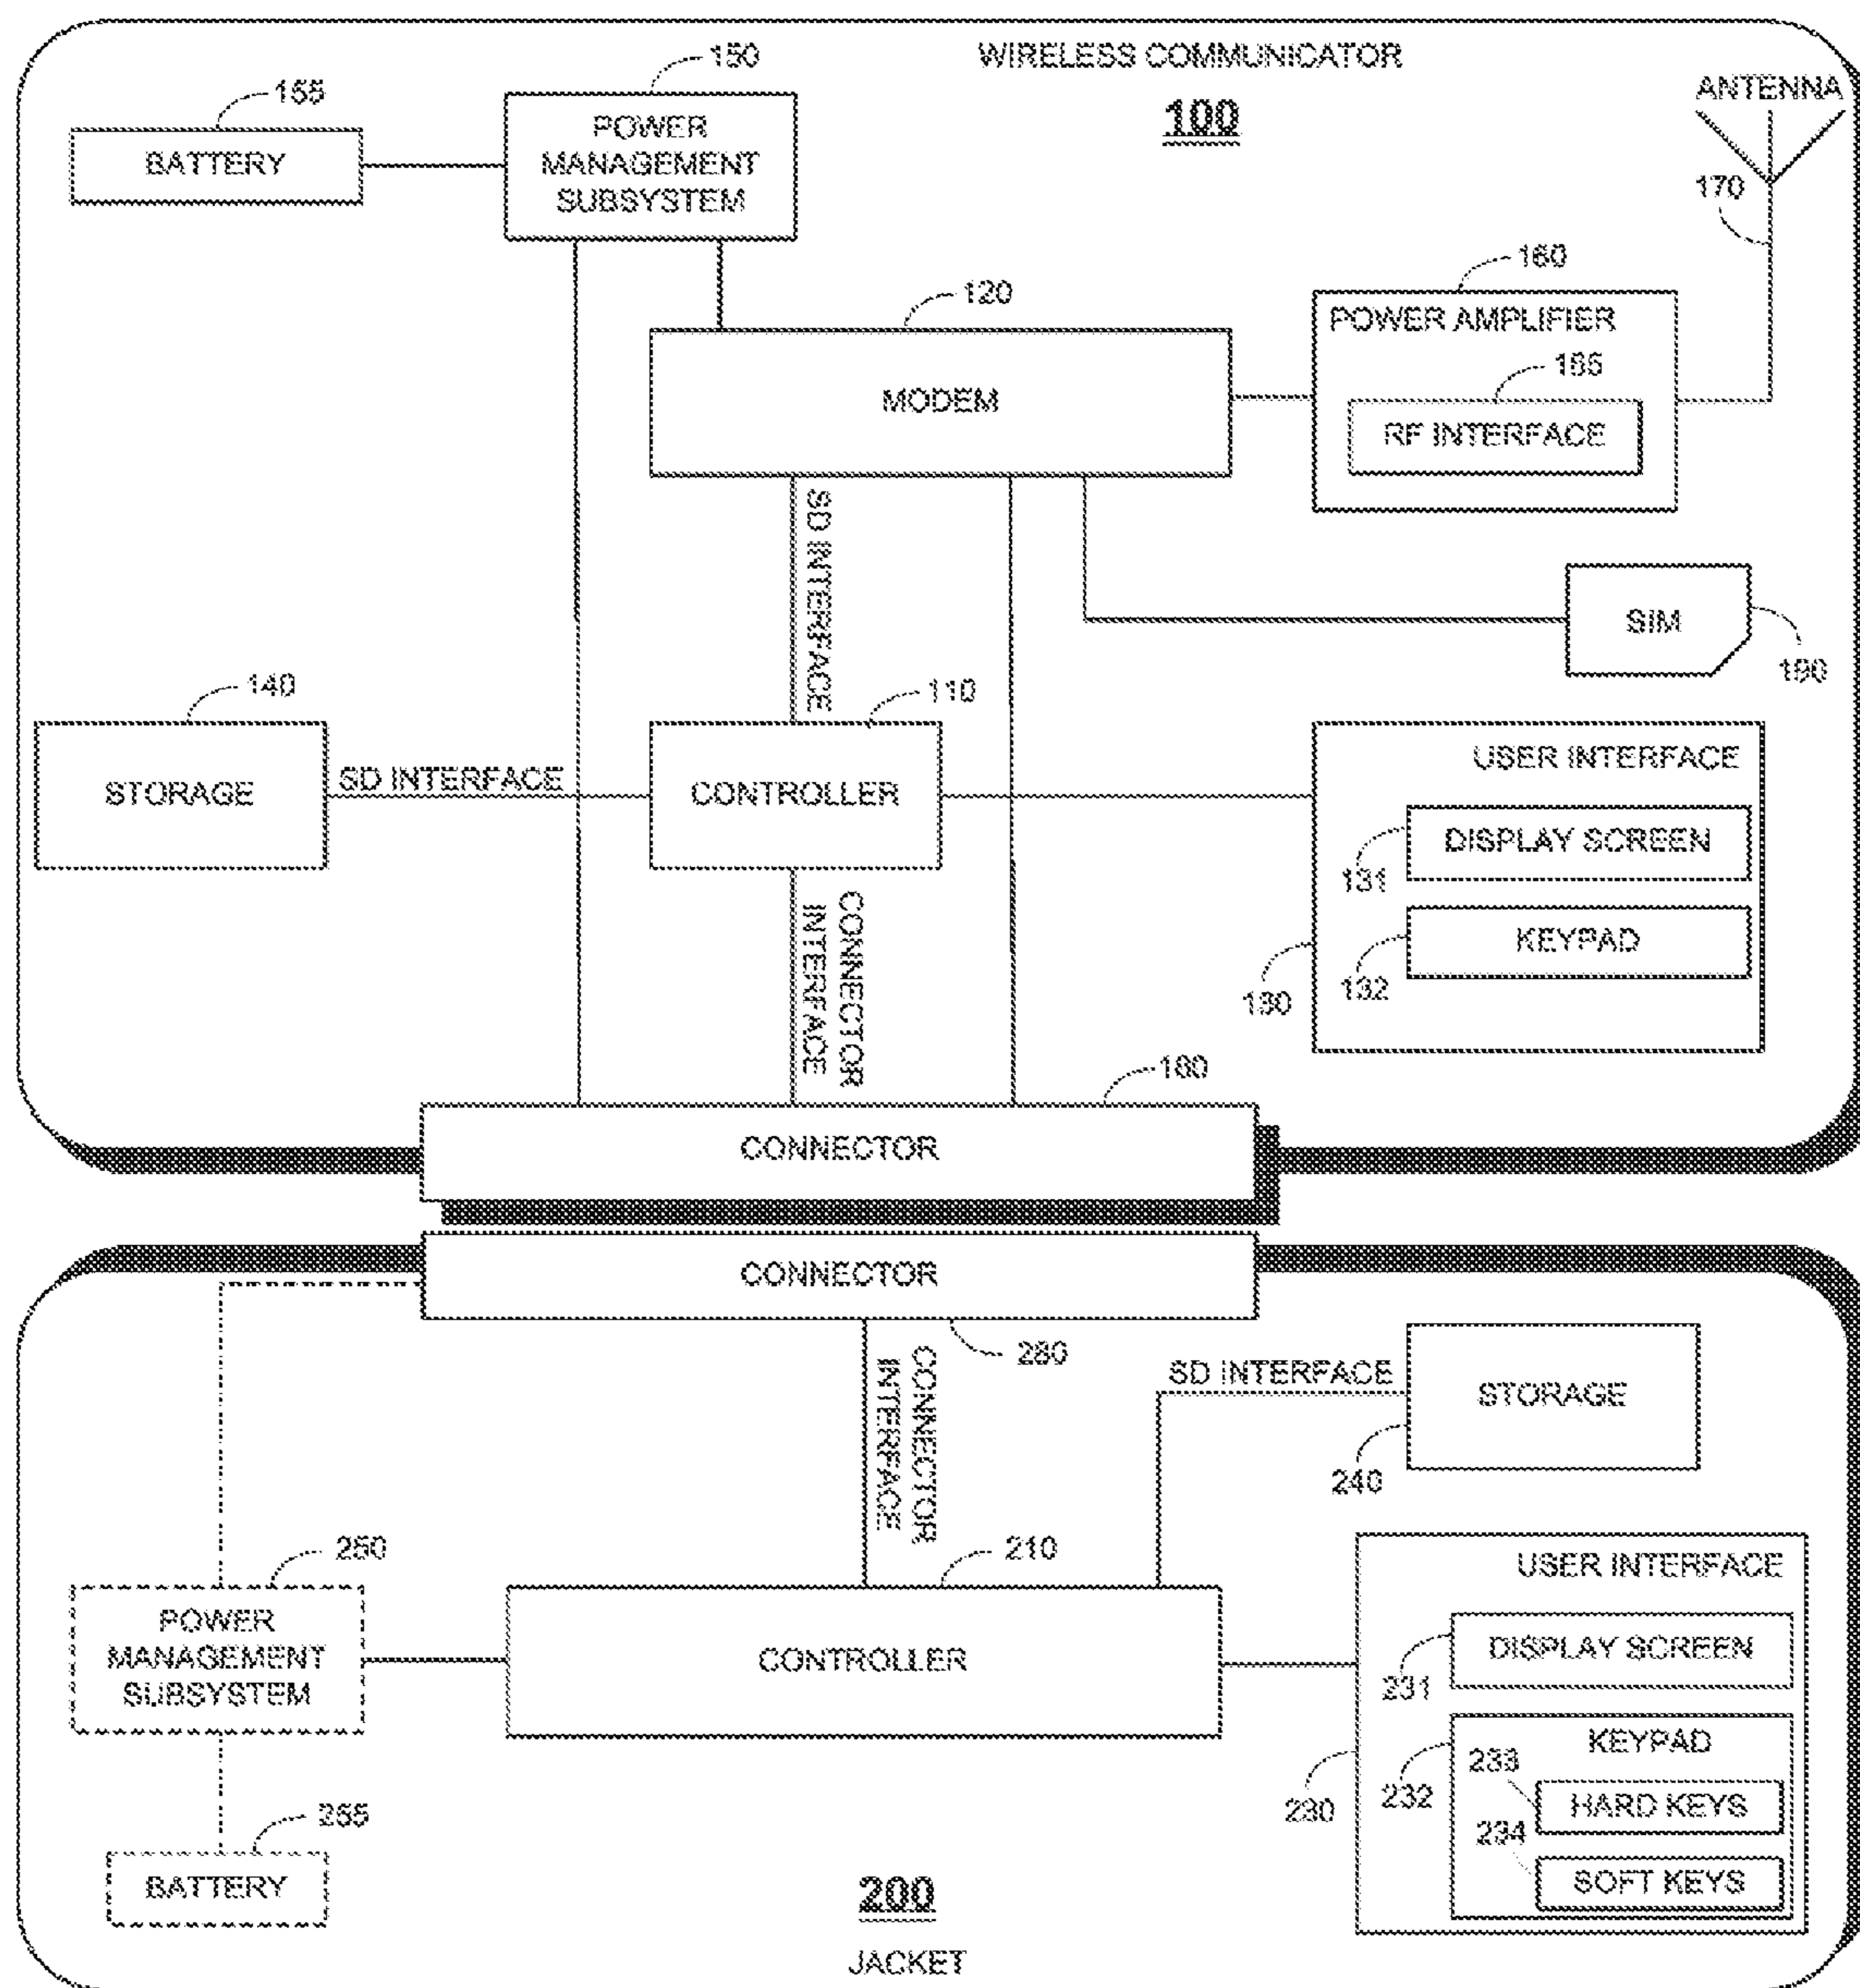 WIRELESS COMMUNICATOR
100
ANTENNA
170
150
POWER
MANAGEMENT
SUBSYSTEM
155
BATTERY
120
MODEM
160
POWER AMPLIFIER
165
RF INTERFACE
SD INTERFACE
SIM
190
140
STORAGE
SD INTERFACE
110
CONTROLLER
USER INTERFACE
DISPLAY SCREEN
131
KEYPAD
132
130
CONNECTOR
INTERFACE
180
CONNECTOR
CONNECTOR
280
CONNECTOR
INTERFACE
SD INTERFACE
STORAGE
240
250
POWER
MANAGEMENT
SUBSYSTEM
210
CONTROLLER
USER INTERFACE
DISPLAY SCREEN
231
KEYPAD
232
233
HARD KEYS
234
SOFT KEYS
230
255
BATTERY
200
JACKET